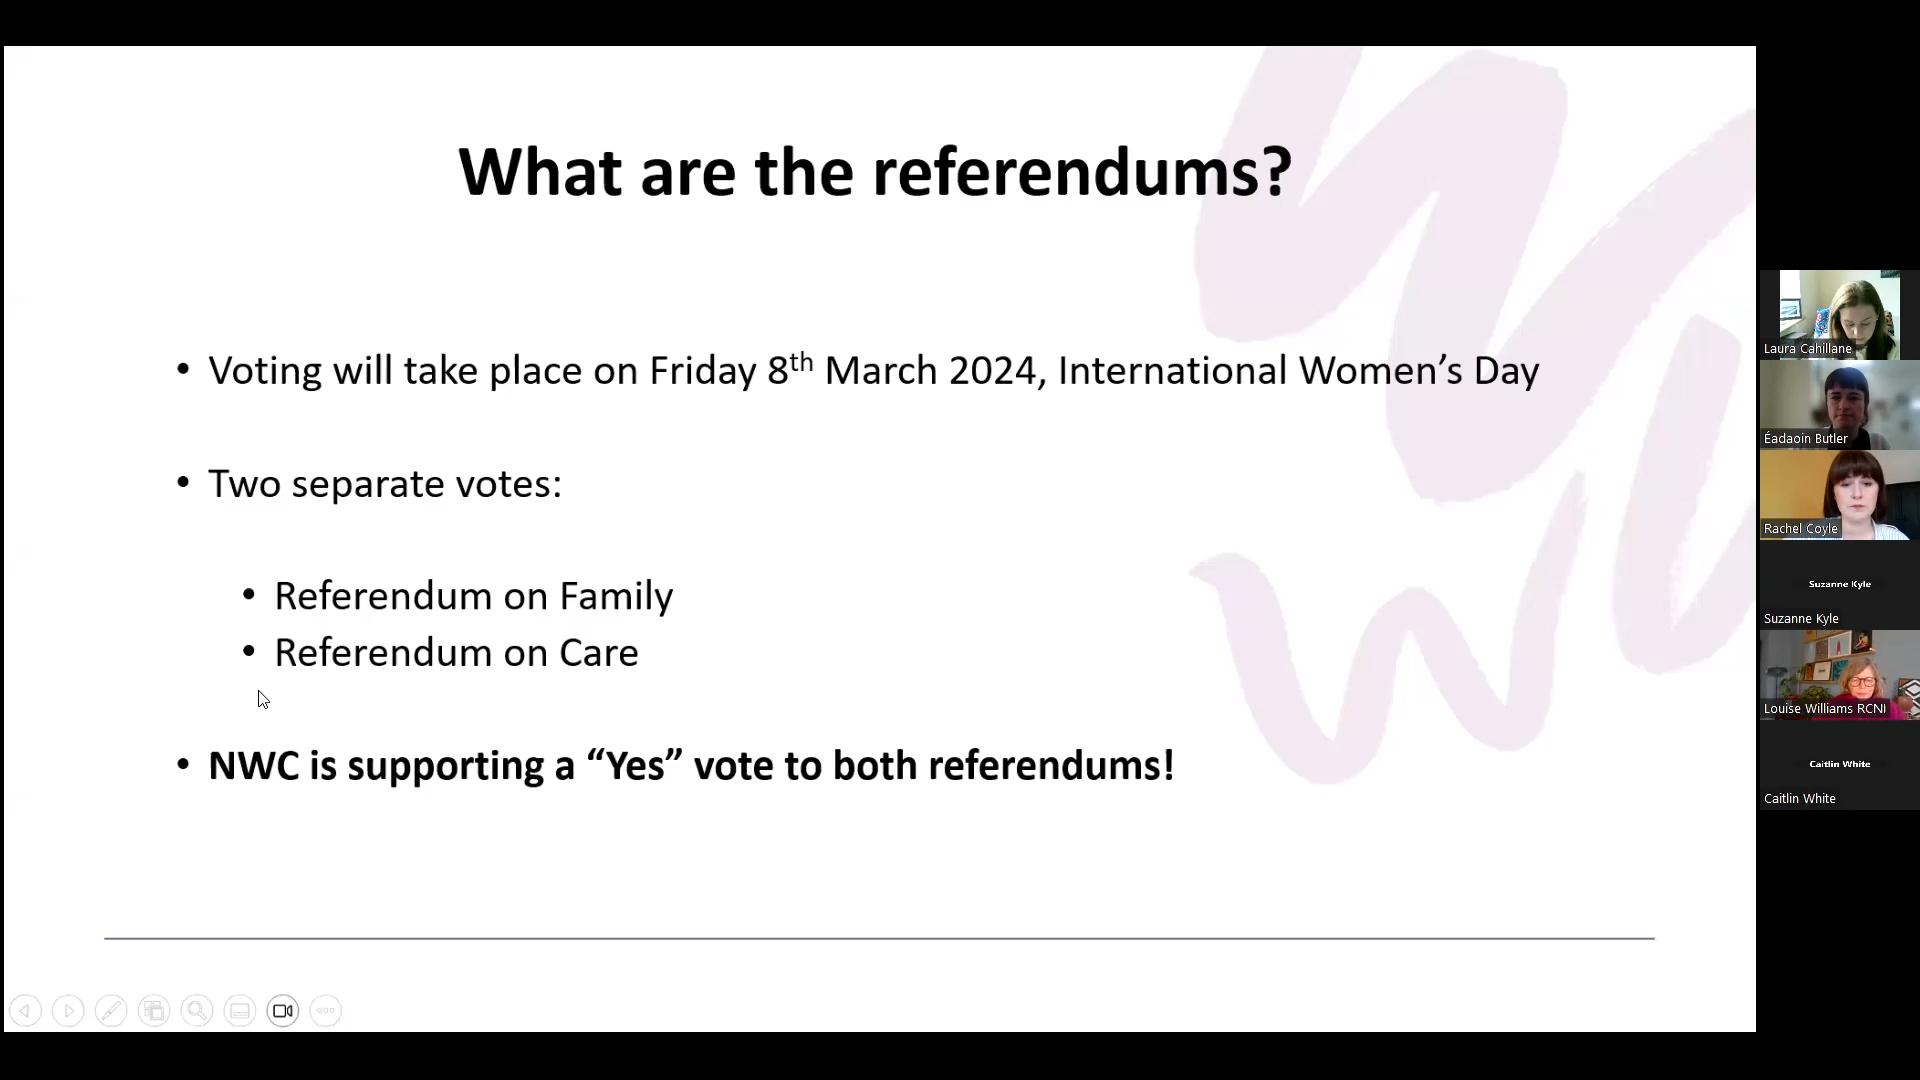 What are the referendums?
• Voting will take place on Friday 8th March 2024, International Women’s Day
• Two separate votes:
• Referendum on Family
• Referendum on Care
• NWC is supporting a “Yes” vote to both referendums!
Laura Cahillane
Éadaoin Butler
Rachel Coyle
Suzanne Kyle
Suzanne Kyle
Louise Williams RCNI
Caitlin White
Caitlin White